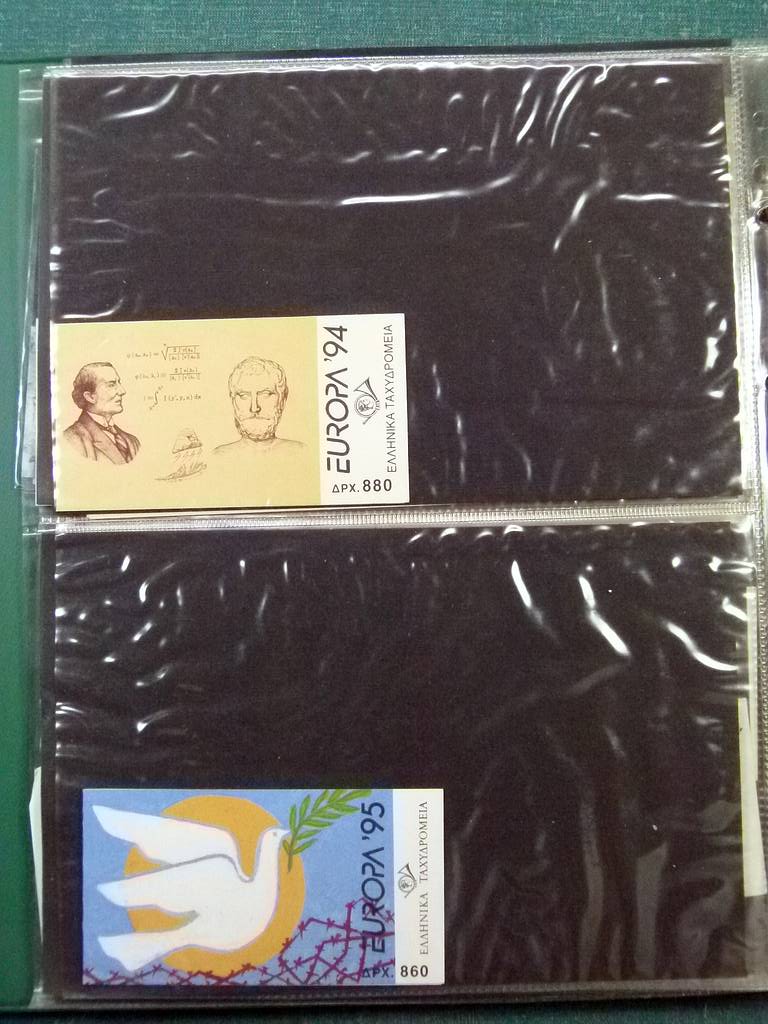 EUROPA '94
ΕΛΛΗΝΙΚΑ ΤΑΧΥΔΡΟΜΕΙΑ
ΔΡΧ. 880
EUROPA '95
ΕΛΛΗΝΙΚΑ ΤΑΧΥΔΡΟΜΕΙΑ
ΔΡΧ. 860